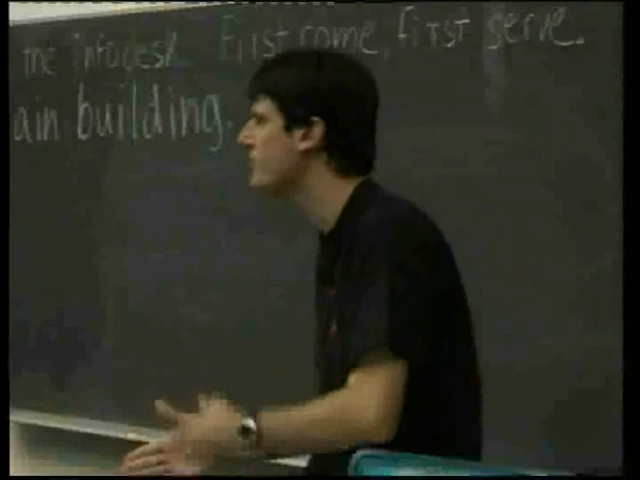 the infodesk. First come, first serve.
ain building.